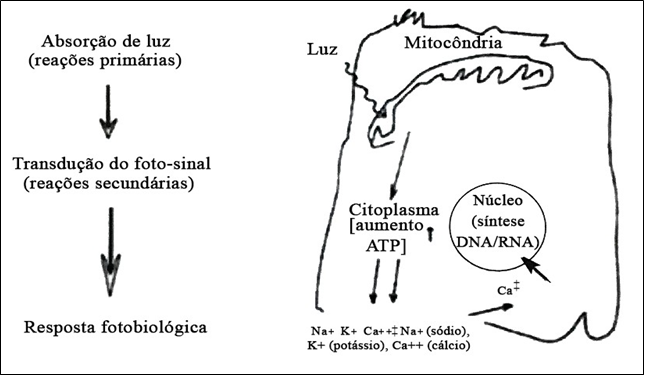 Absorção de luz
(reações primárias)
Transdução do foto-sinal
(reações secundárias)
Resposta fotobiológica
Luz
Mitocôndria
Citoplasma
[aumento
ATP]
Núcleo
(síntese
DNA/RNA)
Ca‡
Na+ K+ Ca++‡ Na+ (sódio),
K+ (potássio), Ca++ (cálcio)